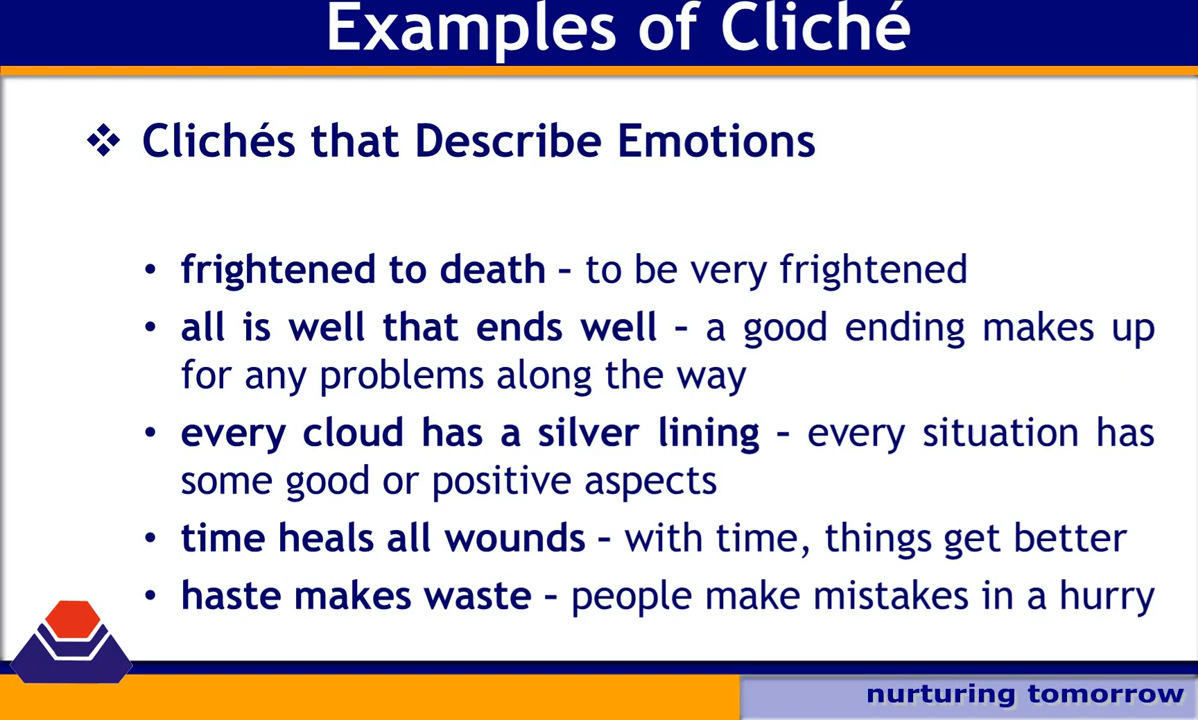 Examples of Cliché
❖ Clichés that Describe Emotions
• frightened to death – to be very frightened
• all is well that ends well – a good ending makes up
for any problems along the way
• every cloud has a silver lining – every situation has
some good or positive aspects
• time heals all wounds – with time, things get better
• haste makes waste – people make mistakes in a hurry
nurturing tomorrow